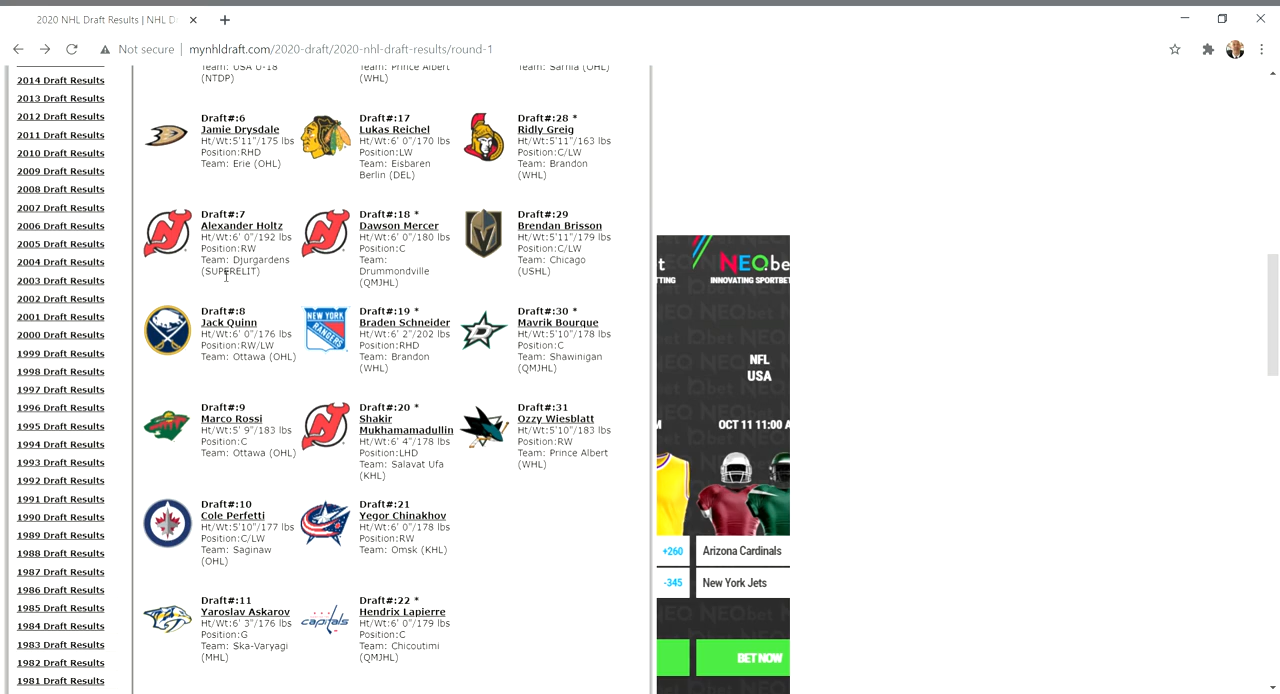 2020 NHL Draft Results | NHL D
Not secure | mynhldraft.com/2020-draft/2020-nhl-draft-results/round-1
2014 Draft Results
2013 Draft Results
2012 Draft Results
2011 Draft Results
2010 Draft Results
2009 Draft Results
2008 Draft Results
2007 Draft Results
2006 Draft Results
2005 Draft Results
2004 Draft Results
2003 Draft Results
2002 Draft Results
2001 Draft Results
2000 Draft Results
1999 Draft Results
1998 Draft Results
1997 Draft Results
1996 Draft Results
1995 Draft Results
1994 Draft Results
1993 Draft Results
1992 Draft Results
1991 Draft Results
1990 Draft Results
1989 Draft Results
1988 Draft Results
1987 Draft Results
1986 Draft Results
1985 Draft Results
1984 Draft Results
1983 Draft Results
1982 Draft Results
1981 Draft Results
Team: USA U-18
(NTDP)
Draft#:6
Jamie Drysdale
Ht/Wt:5'11"/175 lbs
Position:RHD
Team: Erie (OHL)
Draft#:7
Alexander Holtz
Ht/Wt:6' 0"/192 lbs
Position:RW
Team: Djurgardens
(SUPERELIT)
Draft#:8
Jack Quinn
Ht/Wt:6' 0"/176 lbs
Position:RW/LW
Team: Ottawa (OHL)
Draft#:9
Marco Rossi
Ht/Wt:5' 9"/183 lbs
Position:C
Team: Ottawa (OHL)
Draft#:10
Cole Perfetti
Ht/Wt:5'10"/177 lbs
Position:C/LW
Team: Saginaw
(OHL)
Draft#:11
Yaroslav Askarov
Ht/Wt:6' 3"/176 lbs
Position:G
Team: Ska-Varyagi
(MHL)
Team: Prince Albert
(WHL)
Draft#:17
Lukas Reichel
Ht/Wt:6' 0"/170 lbs
Position:LW
Team: Eisbaren
Berlin (DEL)
Draft#:18 *
Dawson Mercer
Ht/Wt:6' 0"/180 lbs
Position:C
Team:
Drummondville
(QMJHL)
NEW YORK
RANGERS
Draft#:19 *
Braden Schneider
Ht/Wt:6' 2"/202 lbs
Position:RHD
Team: Brandon
(WHL)
Draft#:20 *
Shakir
Mukhamamadullin
Ht/Wt:6' 4"/178 lbs
Position:LHD
Team: Salavat Ufa
(KHL)
Draft#:21
Yegor Chinakhov
Ht/Wt:6' 0"/178 lbs
Position:RW
Team: Omsk (KHL)
capitals
Draft#:22 *
Hendrix Lapierre
Ht/Wt:6' 0"/179 lbs
Position:C
Team: Chicoutimi
(QMJHL)
Team: Sarnia (OHL)
Draft#:28 *
Ridly Greig
Ht/Wt:5'11"/163 lbs
Position:C/LW
Team: Brandon
(WHL)
Draft#:29
Brendan Brisson
Ht/Wt:5'11"/179 lbs
Position:C/LW
Team: Chicago
(USHL)
Draft#:30 *
Mavrik Bourque
Ht/Wt:5'10"/178 lbs
Position:C
Team: Shawinigan
(QMJHL)
Draft#:31
Ozzy Wiesblatt
Ht/Wt:5'10"/183 lbs
Position:RW
Team: Prince Albert
(WHL)
t NEO.be
TTING INNOVATING SPORTBET
NFL
USA
M OCT 11 11:00 A
+260 Arizona Cardinals
-345 New York Jets
BET NOW